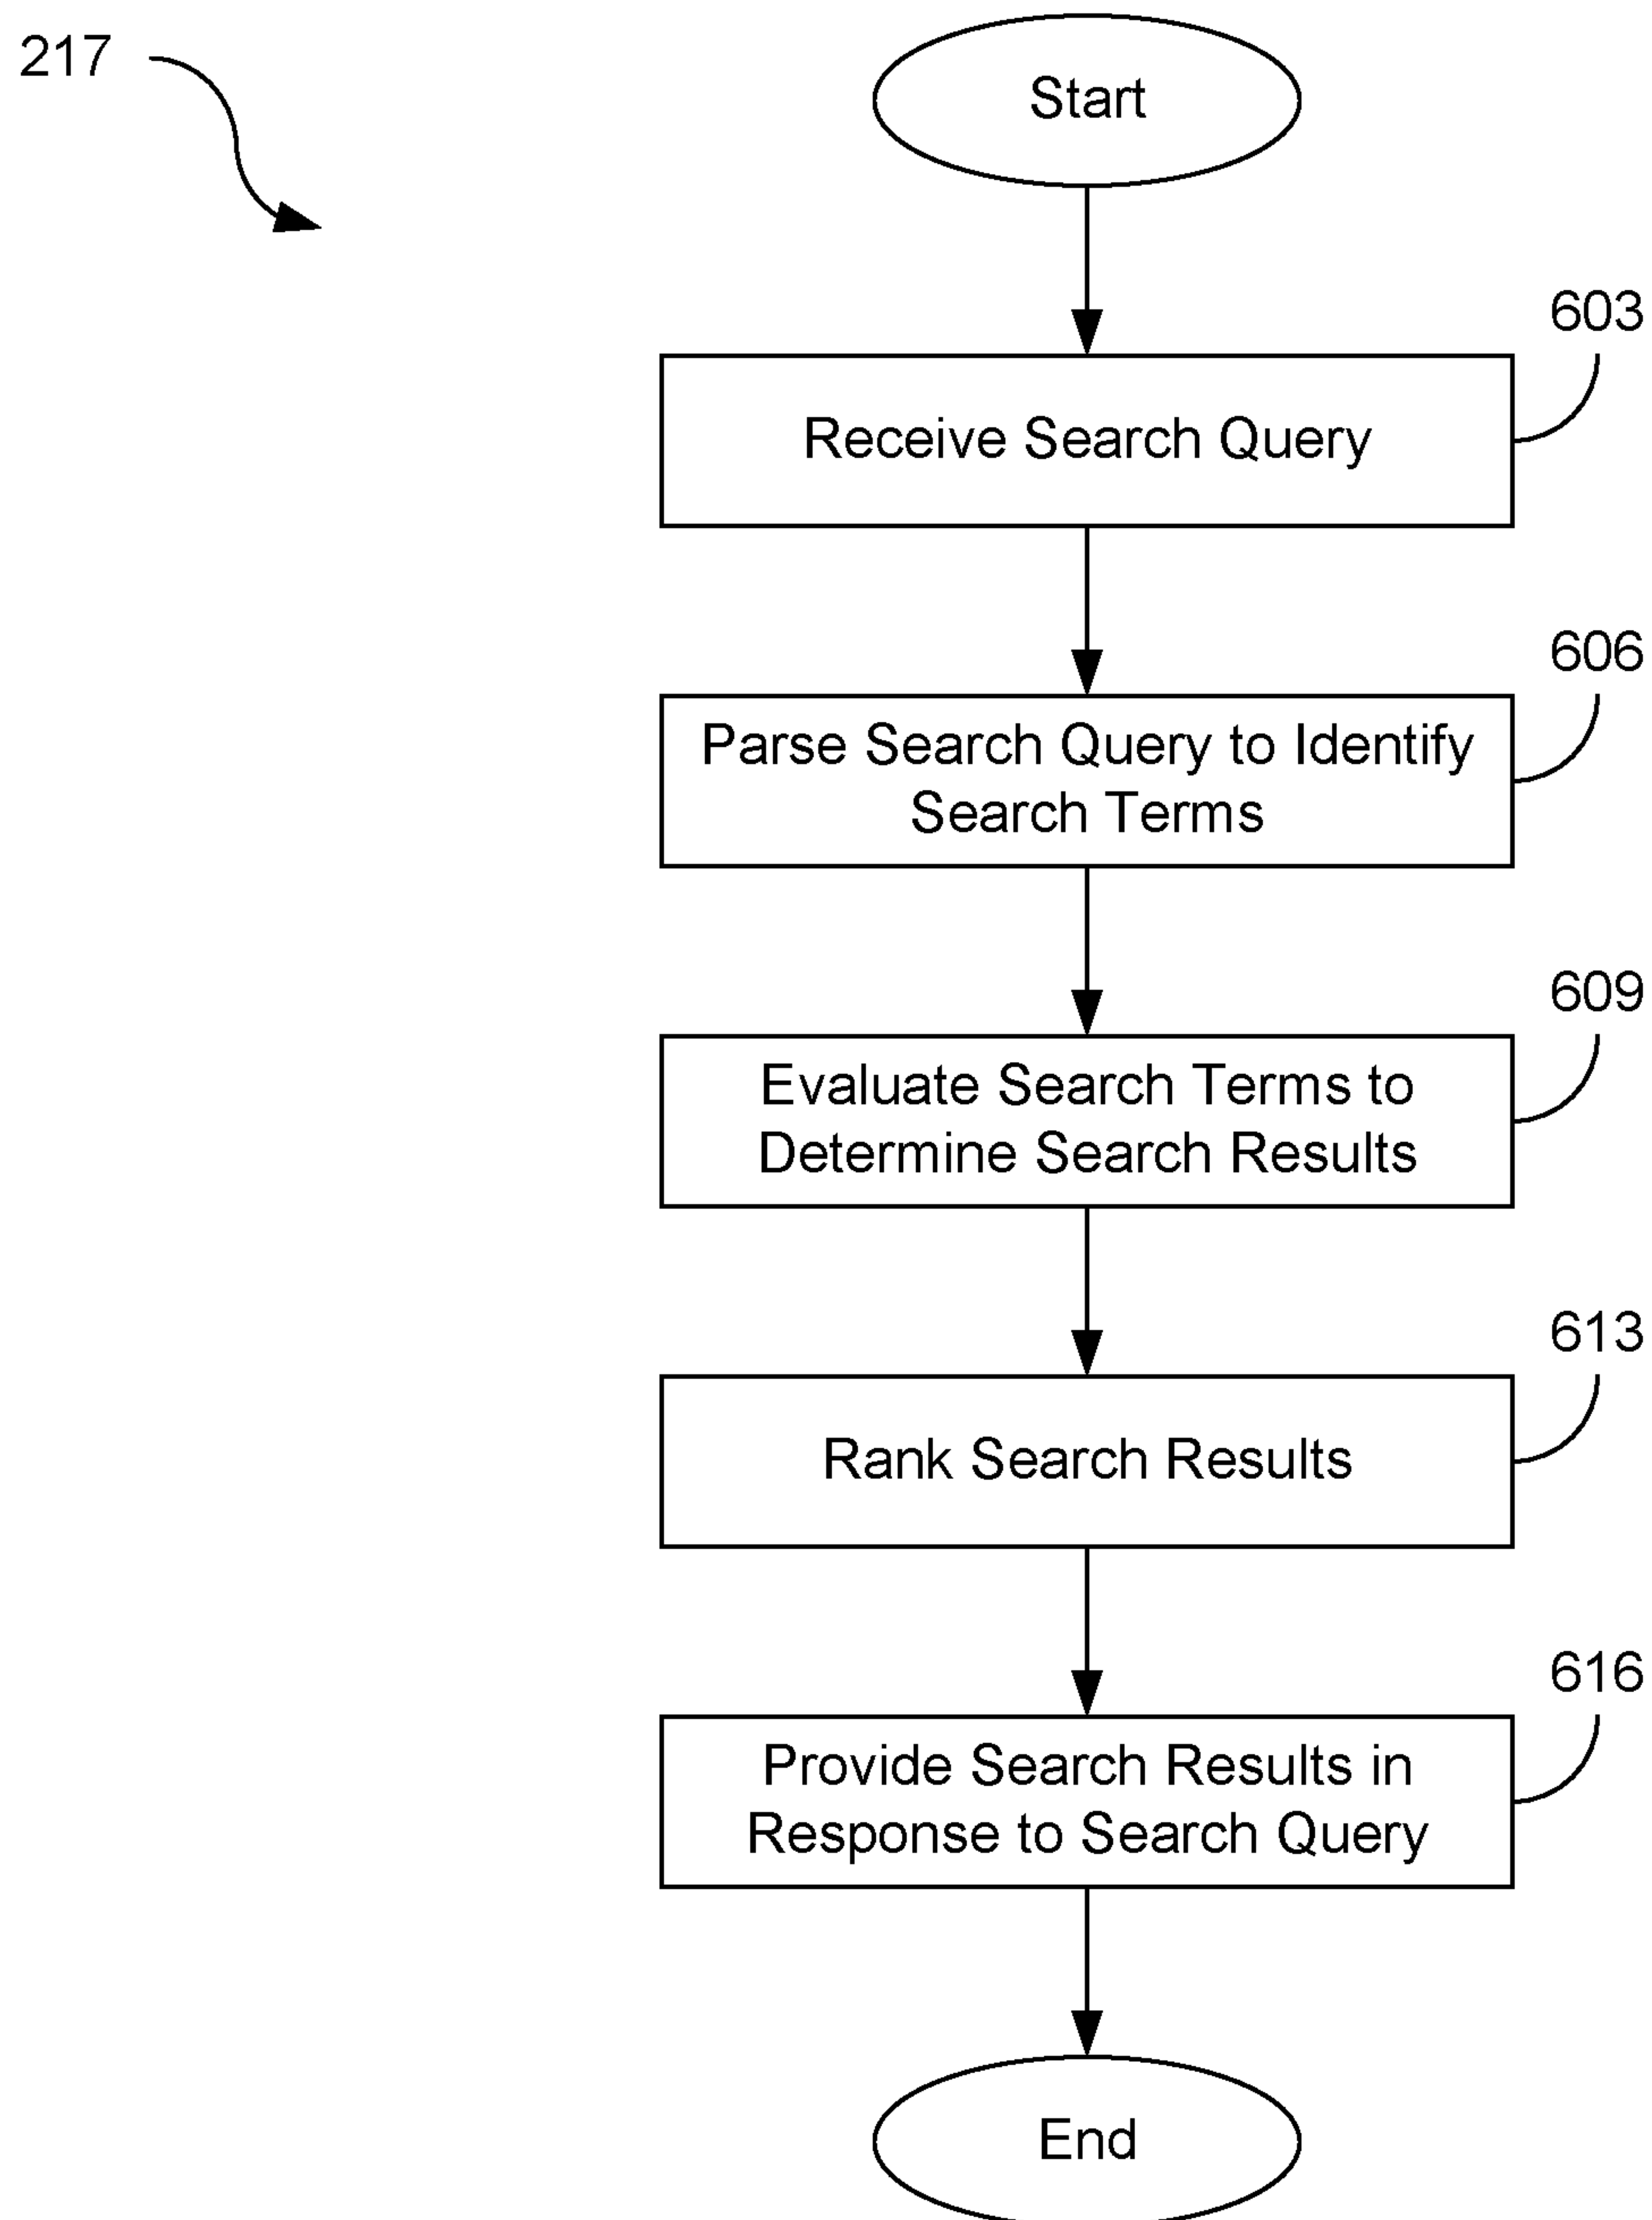 217
Start
603
Receive Search Query
606
Parse Search Query to Identify
Search Terms
609
Evaluate Search Terms to
Determine Search Results
613
Rank Search Results
616
Provide Search Results in
Response to Search Query
End